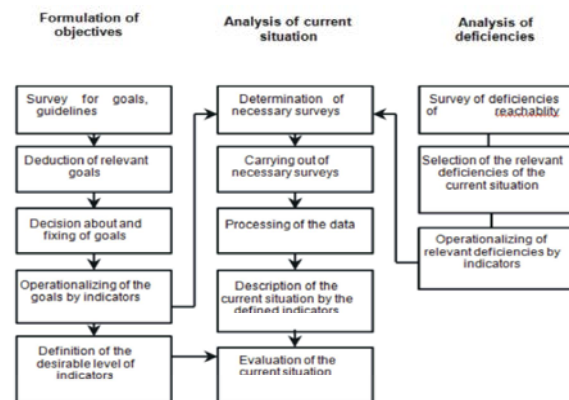 Formulation of
objectives
Analysis of current
situation
Analysis of
deficiencies
Survey for goals,
guidelines
Deduction of relevant
goals
Decision about and
fixing of goals
Operationalizing of the
goals by indicators
Definition of the
desirable level of
indicators
Determination of
necessary surveys
Carrying out of
necessary surveys
Processing of the data
Description of the
current situation by the
defined indicators
Evaluation of the
current situation
Survey of deficiencies
of reachablity
Selection of the relevant
deficiencies of the
current situation
Operationalizing of
relevant deficiencies by
indicators